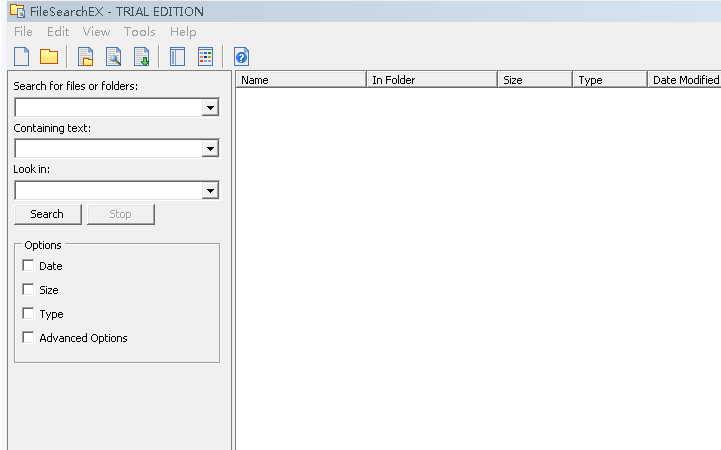 FileSearchEX - TRIAL EDITION
File Edit View Tools Help
Search for files or folders:
Containing text:
Look in:
Search Stop
Options
Date
Size
Type
Advanced Options
Name In Folder Size Type Date Modified